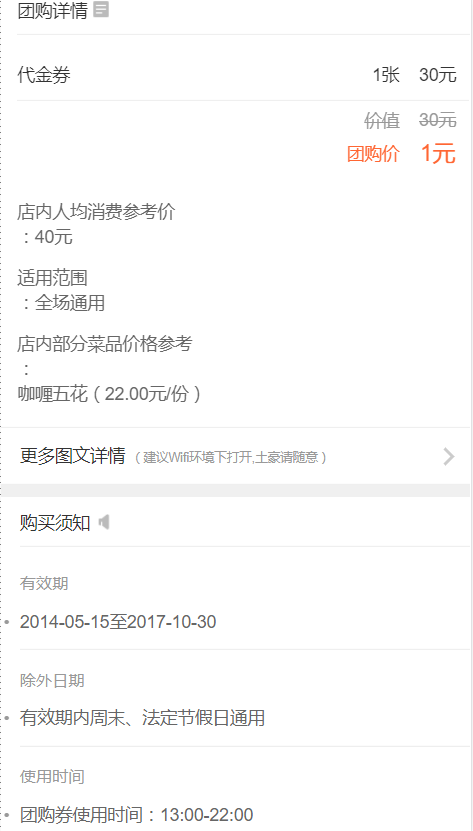 团购详情
代金券 1张 30元
价值 30元
团购价 1元
店内人均消费参考价
：40元
适用范围
：全场通用
店内部分菜品价格参考
：
咖喱五花（22.00元/份）
更多图文详情（建议Wifi环境下打开,土豪请随意）
购买须知
有效期
2014-05-15至2017-10-30
除外日期
有效期内周末、法定节假日通用
使用时间
团购券使用时间：13:00-22:00